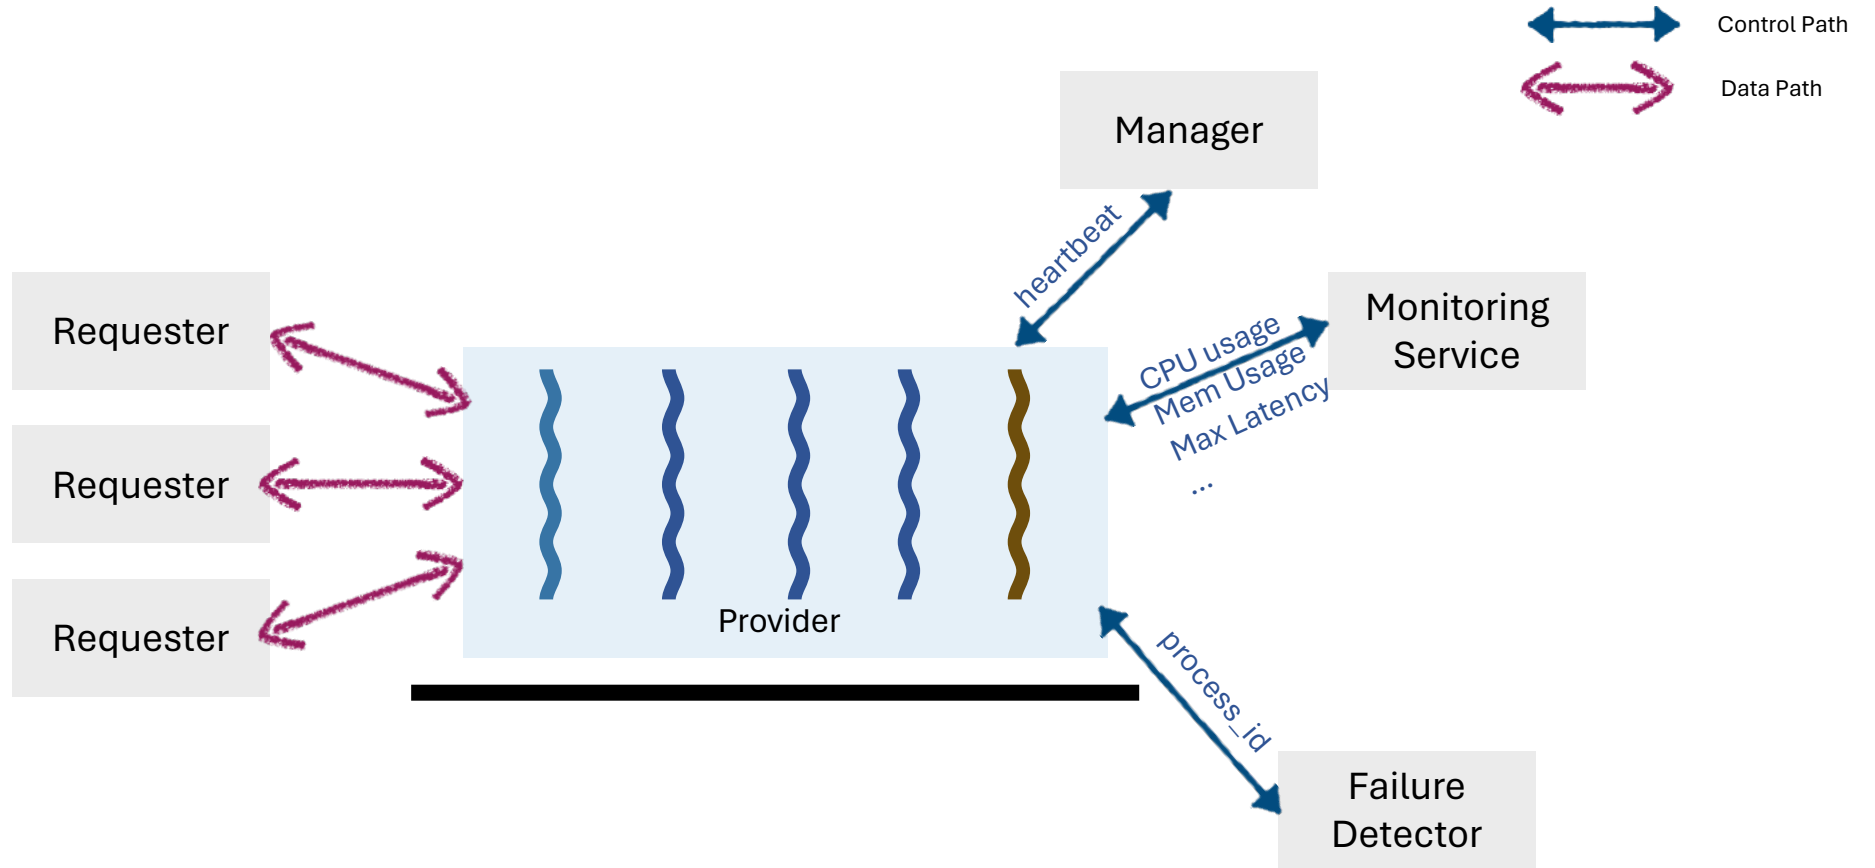 Control Path
Data Path
Manager
heartbeat
Requester
Monitoring
Service
CPU usage
Mem Usage
Max Latency
...
Requester
Requester
Provider
process_id
Failure
Detector